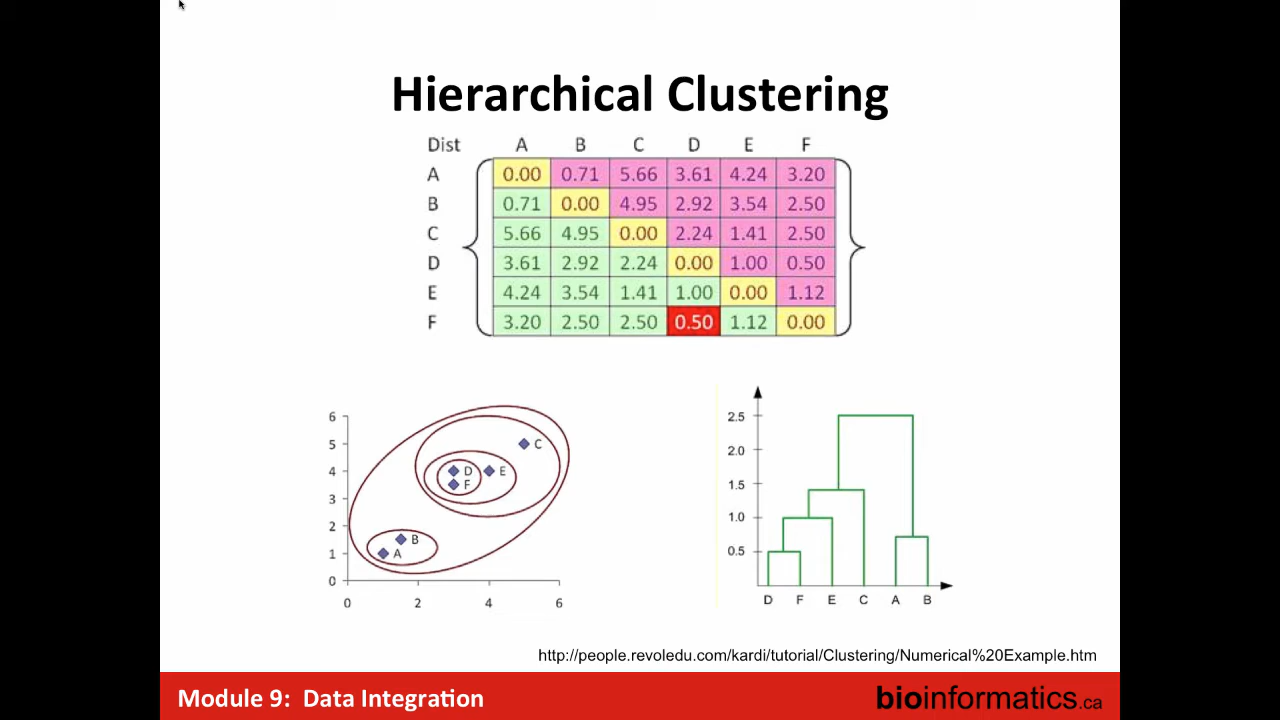 Hierarchical Clustering
Dist A B C D E F
A 0.00 0.71 5.66 3.61 4.24 3.20
B 0.71 0.00 4.95 2.92 3.54 2.50
C 5.66 4.95 0.00 2.24 1.41 2.50
D 3.61 2.92 2.24 0.00 1.00 0.50
E 4.24 3.54 1.41 1.00 0.00 1.12
F 3.20 2.50 2.50 0.50 1.12 0.00
6
5
4
3
2
1
0
0 2 4 6
C
D E
F
B
A
2.5
2.0
1.5
1.0
0.5
D F E C A B
http://people.revoledu.com/kardi/tutorial/Clustering/Numerical%20Example.htm
Module 9: Data Integration
bioinformatics.ca